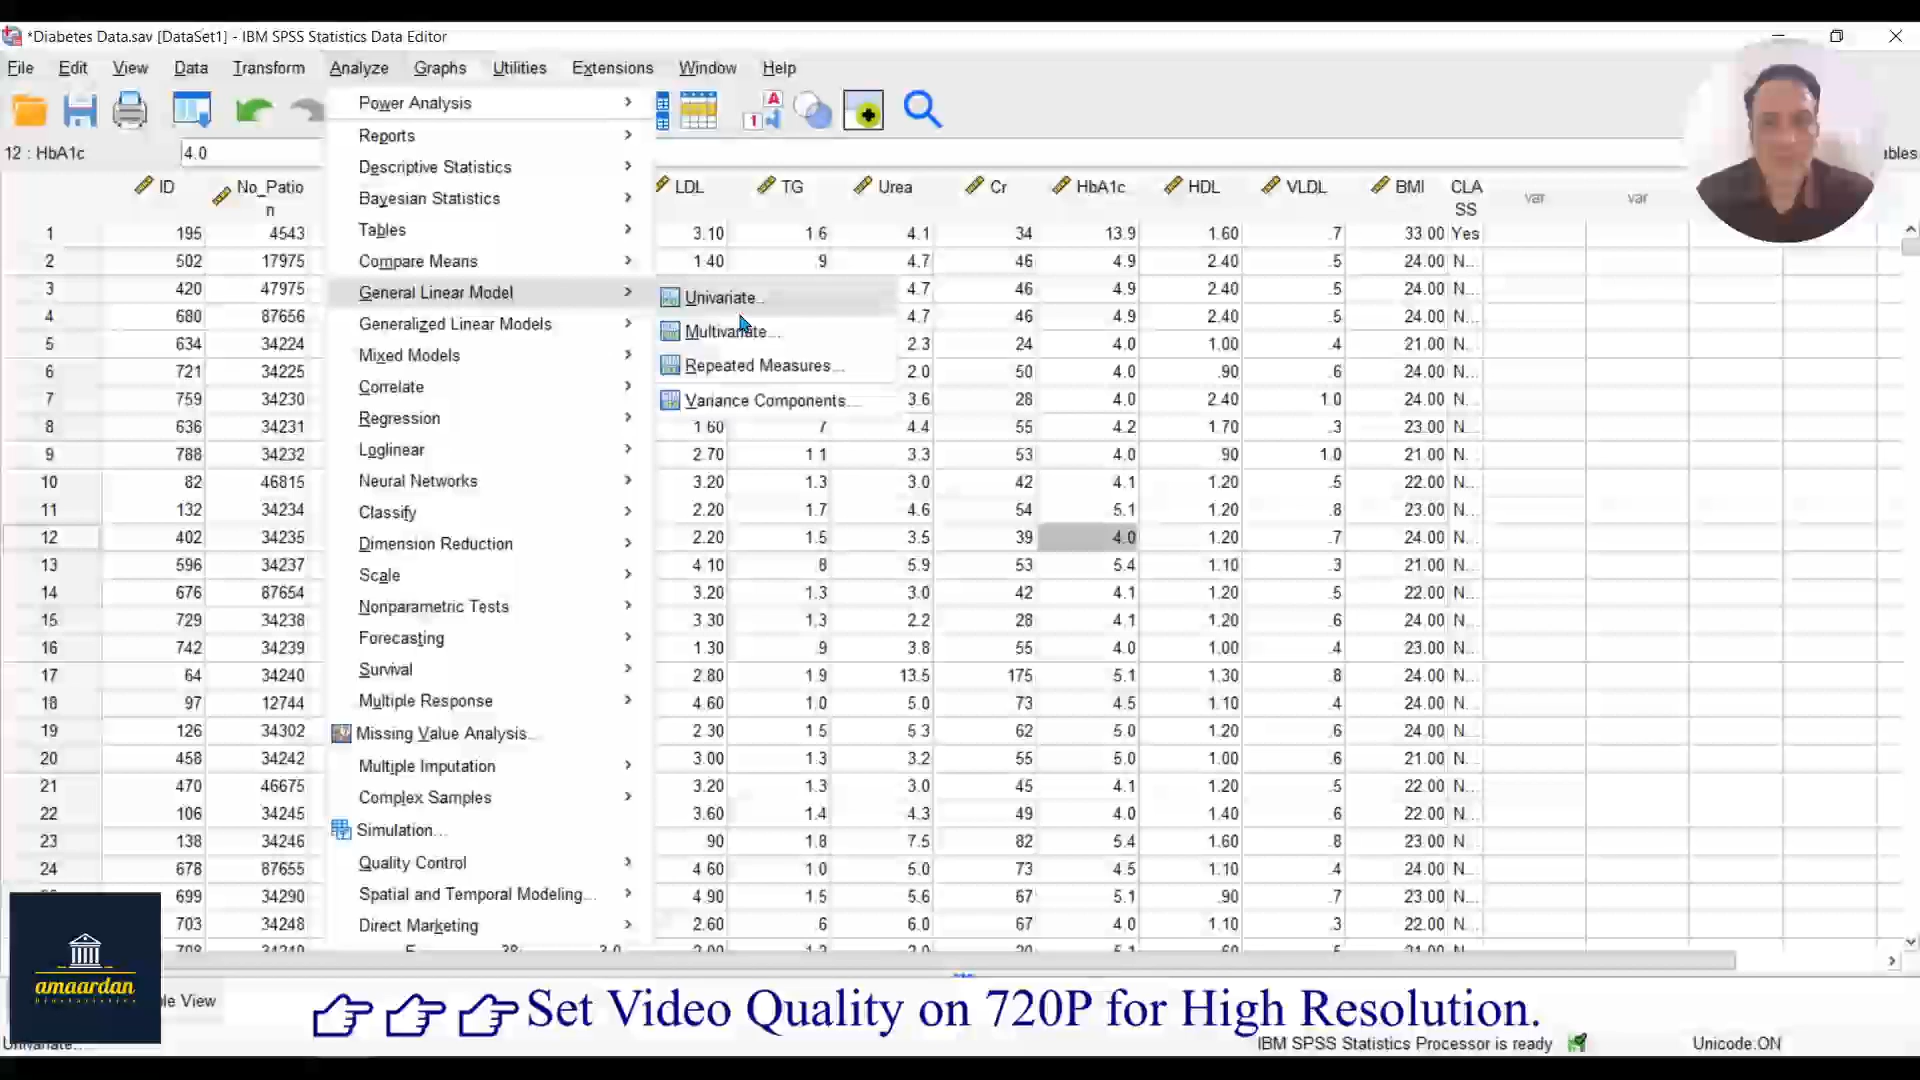 *Diabetes Data.sav [DataSet1] - IBM SPSS Statistics Data Editor
File Edit View Data Transform Analyze Graphs Utilities Extensions Window Help
12 : HbA1c 4.0
Power Analysis
Reports
Descriptive Statistics
Bayesian Statistics
Tables
Compare Means
General Linear Model
Generalized Linear Models
Mixed Models
Correlate
Regression
Loglinear
Neural Networks
Classify
Dimension Reduction
Scale
Nonparametric Tests
Forecasting
Survival
Multiple Response
Missing Value Analysis...
Multiple Imputation
Complex Samples
Simulation...
Quality Control
Spatial and Temporal Modeling...
Direct Marketing
Univariate...
Multivariate...
Repeated Measures...
Variance Components...
ID No_Pation LDL TG Urea Cr HbA1c HDL VLDL BMI CLASS var var
1 195 4543 3.10 1.6 4.1 34 13.9 1.60 .7 33.00 Yes
2 502 17975 1.40 .9 4.7 46 4.9 2.40 .5 24.00 N...
3 420 47975 4.7 46 4.9 2.40 .5 24.00 N...
4 680 87656 4.7 46 4.9 2.40 .5 24.00 N...
5 634 34224 2.3 24 4.0 1.00 .4 21.00 N...
6 721 34225 2.0 50 4.0 .90 .6 24.00 N...
7 759 34230 3.6 28 4.0 2.40 1.0 24.00 N...
8 636 34231 1.60 .7 4.4 55 4.2 1.70 .3 23.00 N...
9 788 34232 2.70 1.1 3.3 53 4.0 .90 1.0 21.00 N...
10 82 46815 3.20 1.3 3.0 42 4.1 1.20 .5 22.00 N...
11 132 34234 2.20 1.7 4.6 54 5.1 1.20 .8 23.00 N...
12 402 34235 2.20 1.5 3.5 39 4.0 1.20 .7 24.00 N...
13 596 34237 4.10 .8 5.9 53 5.4 1.10 .3 21.00 N...
14 676 87654 3.20 1.3 3.0 42 4.1 1.20 .5 22.00 N...
15 729 34238 3.30 1.3 2.2 28 4.1 1.20 .6 24.00 N...
16 742 34239 1.30 .9 3.8 55 4.0 1.00 .4 23.00 N...
17 64 34240 2.80 1.9 13.5 175 5.1 1.30 .8 24.00 N...
18 97 12744 4.60 1.0 5.0 73 4.5 1.10 .4 24.00 N...
19 126 34302 2.30 1.5 5.3 62 5.0 1.20 .6 24.00 N...
20 458 34242 3.00 1.3 3.2 55 5.0 1.00 .6 21.00 N...
21 470 46675 3.20 1.3 3.0 45 4.1 1.20 .5 22.00 N...
22 106 34245 3.60 1.4 4.3 49 4.0 1.40 .6 22.00 N...
23 138 34246 .90 1.8 7.5 82 5.4 1.60 .8 23.00 N...
24 678 87655 4.60 1.0 5.0 73 4.5 1.10 .4 24.00 N...
699 34290 4.90 1.5 5.6 67 5.1 .90 .7 23.00 N...
703 34248 2.60 .6 6.0 67 4.0 1.10 .3 22.00 N...
amaardan
Set Video Quality on 720P for High Resolution.
IBM SPSS Statistics Processor is ready Unicode:ON